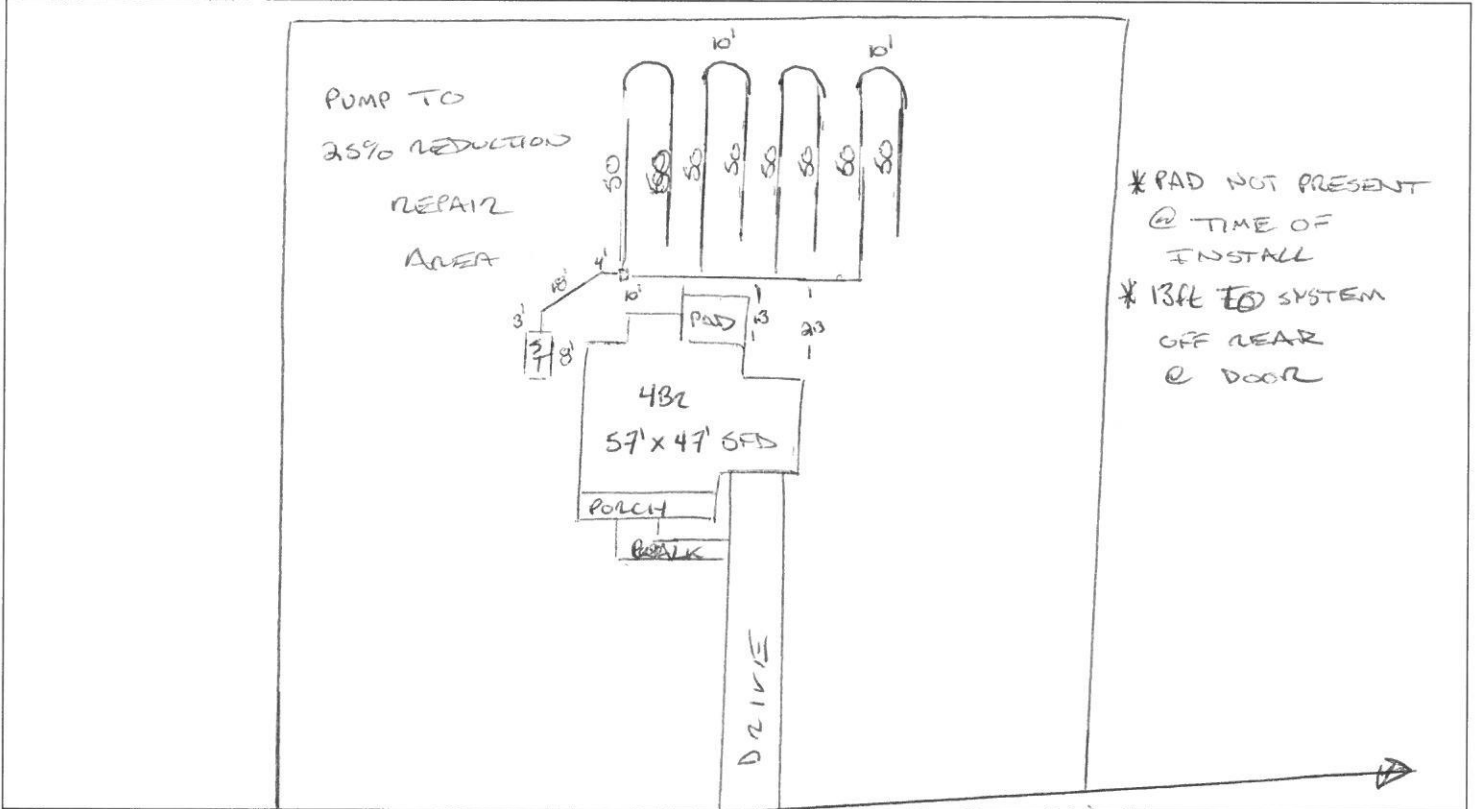 PUMP TO
25% REDUCTION
REPAIR
AREA
10'
10'
50
50
50
50
50
50
50
4'
18'
3'
10'
ST
8'
PAD
13
23
4BR
57' x 47' SFD
PORCH
DRIVE
* PAD NOT PRESENT
@ TIME OF
INSTALL
* 13ft TO SYSTEM
OFF REAR
@ DOOR